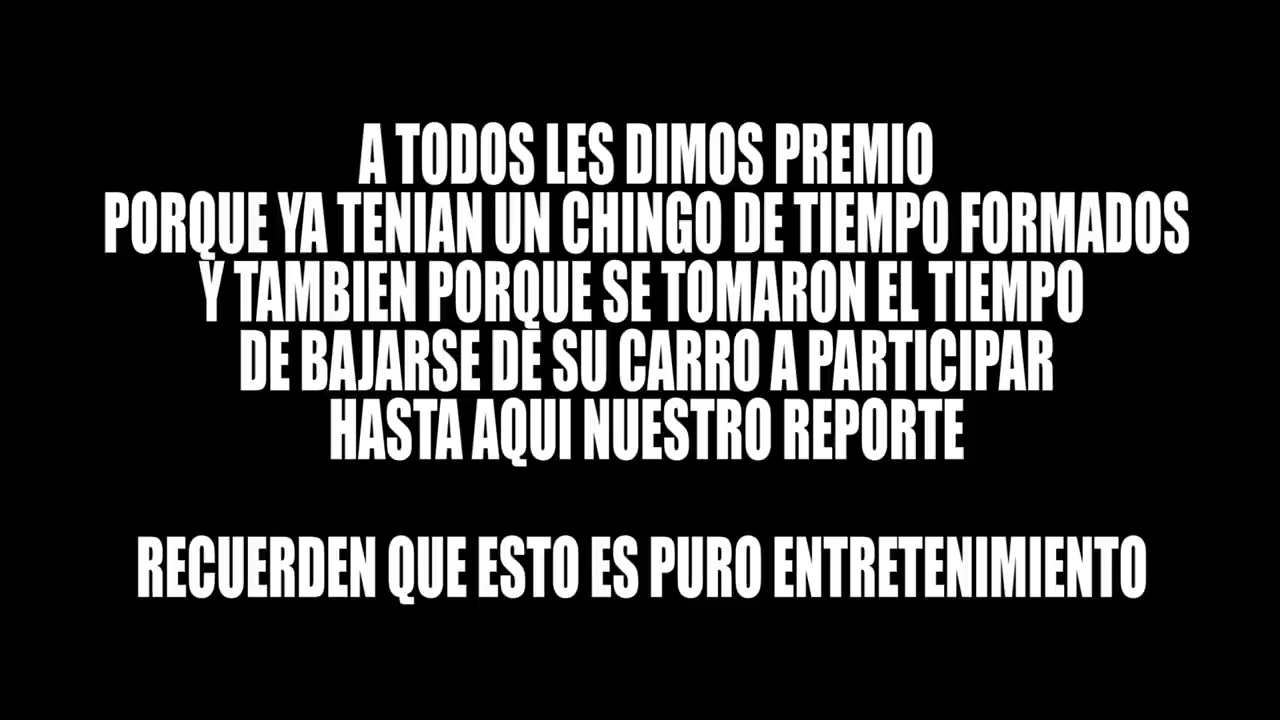 A TODOS LES DIMOS PREMIO
PORQUE YA TENIAN UN CHINGO DE TIEMPO FORMADOS
Y TAMBIEN PORQUE SE TOMARON EL TIEMPO
DE BAJARSE DE SU CARRO A PARTICIPAR
HASTA AQUI NUESTRO REPORTE
RECUERDEN QUE ESTO ES PURO ENTRETENIMIENTO